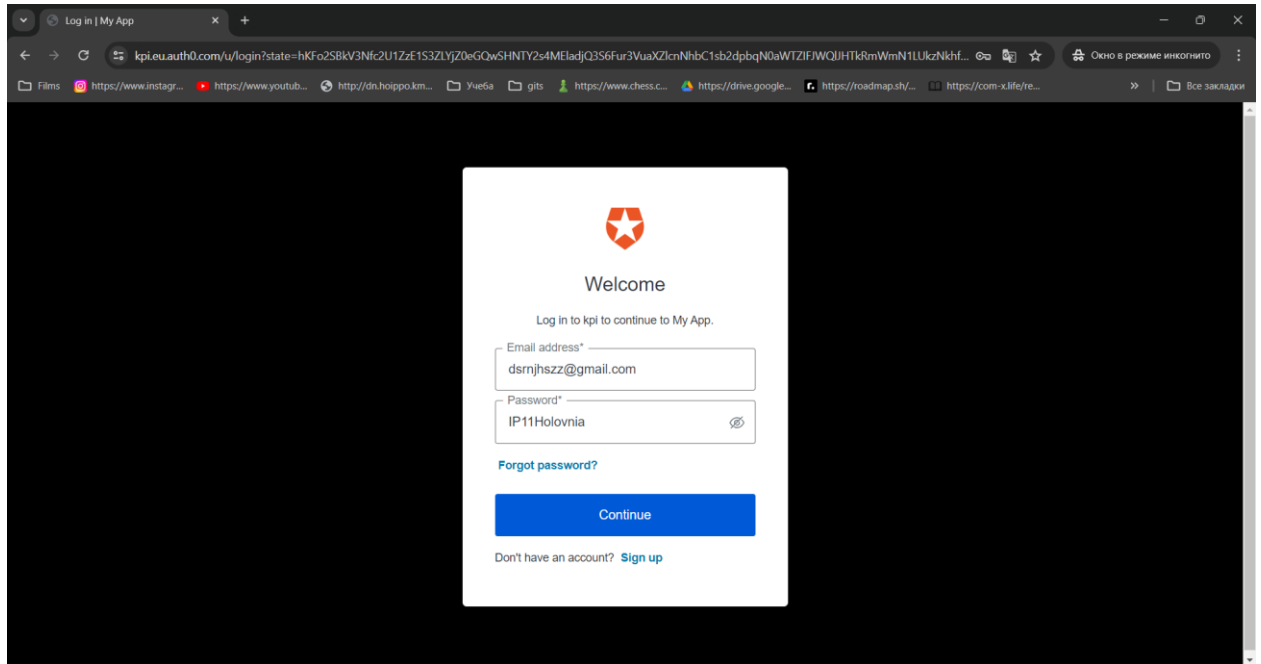 Log in | My App
kpi.eu.auth0.com/u/login?state=hKFo2SBkV3Nfc2U1ZzE1S3ZLYjZ0eGQwSHNTY2s4MEladjQ3S6Fur3VuaXZlcnNhbC1sb2dpbqN0aWTZIFJWQlJHTkRmWmN1LUkzNkhf... Окно в режиме инкогнито
Films https://www.instagr... https://www.youtub... http://dn.hoippo.km... Учеба gits https://www.chess.c... https://drive.google... https://roadmap.sh/... https://com-x.life/re... » Все закладки
Welcome
Log in to kpi to continue to My App.
Email address*
dsrnjhszz@gmail.com
Password*
IP11Holovnia
Forgot password?
Continue
Don't have an account? Sign up